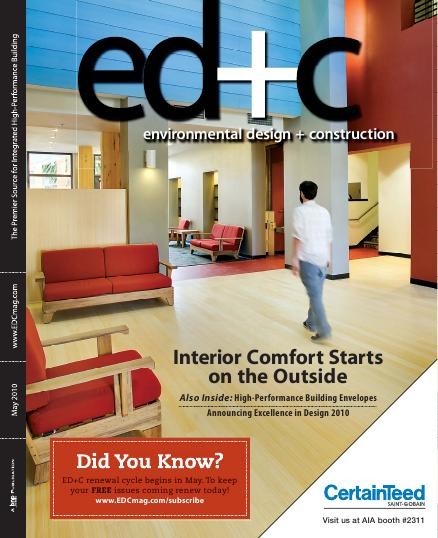 ed+c
environmental design + construction
The Premier Source for Integrated High-Performance Building
www.EDCmag.com
May 2010
A bnp Publication
Interior Comfort Starts
on the Outside
Also Inside: High-Performance Building Envelopes
Announcing Excellence in Design 2010
Did You Know?
ED+C renewal cycle begins in May. To keep
your FREE issues coming renew today!
www.EDCmag.com/subscribe
CertainTeed
SAINT-GOBAIN
Visit us at AIA booth #2311